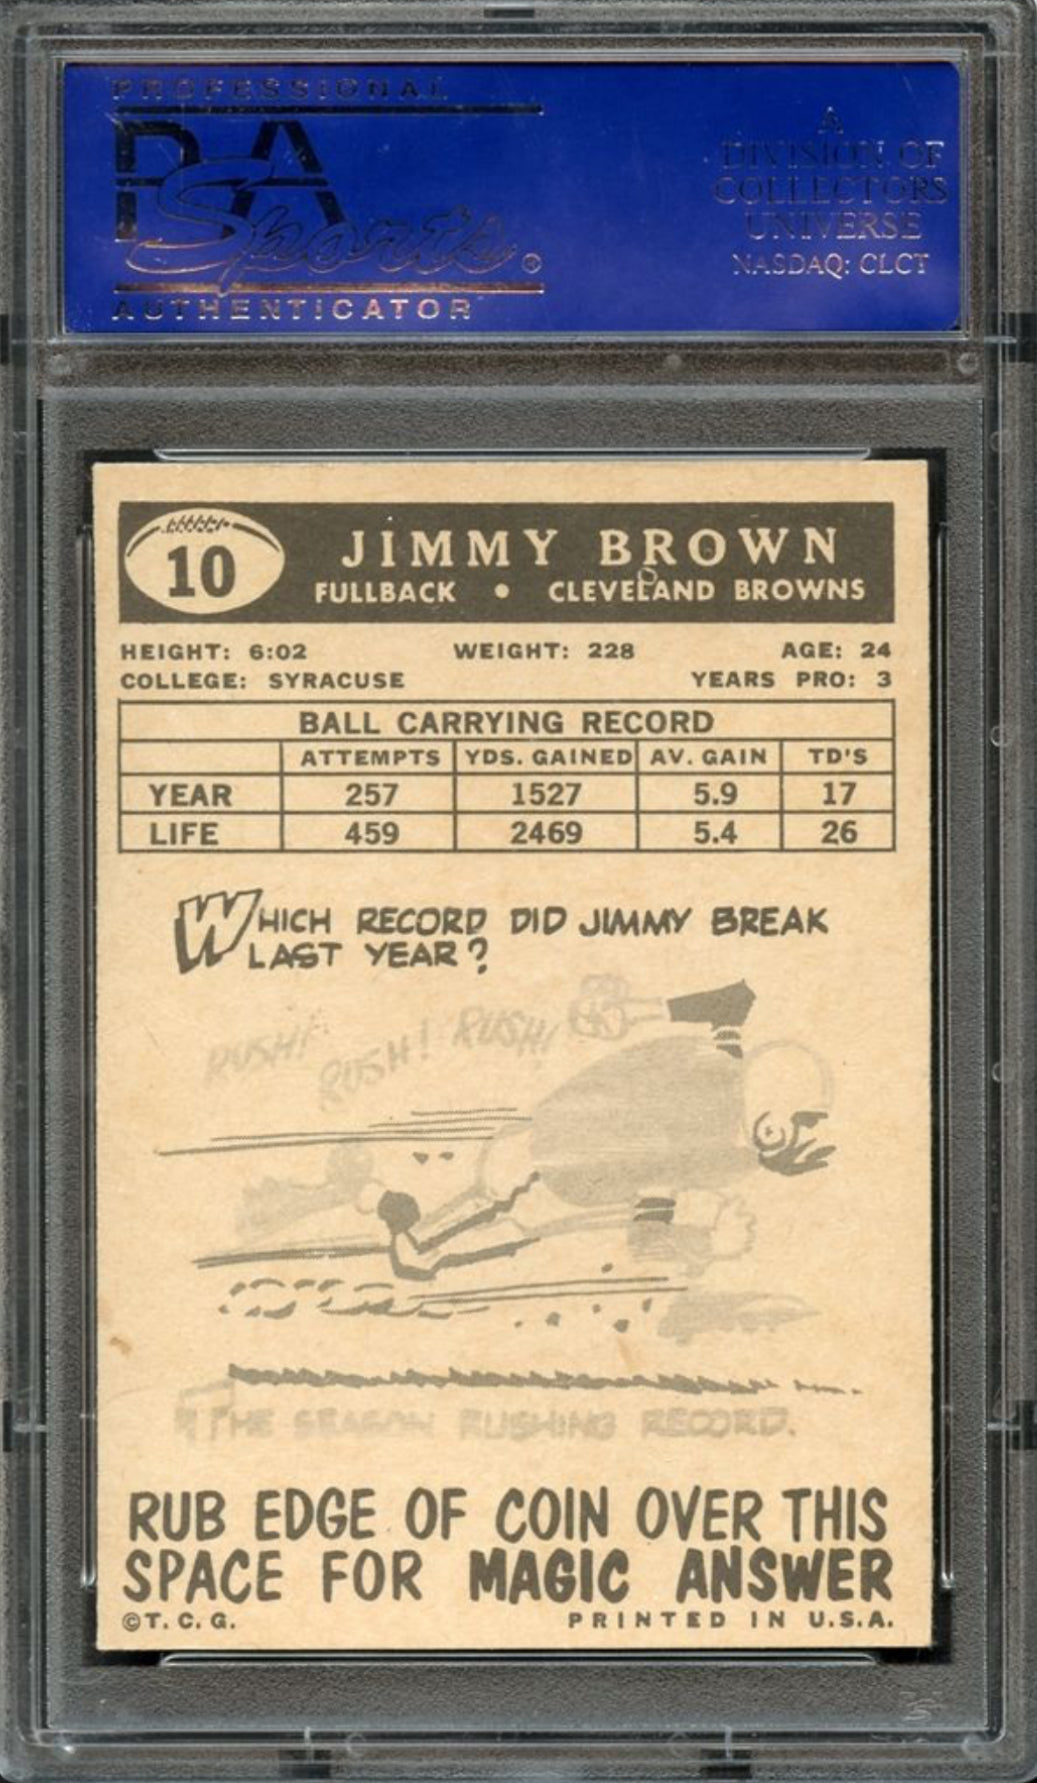 PROFESSIONAL
PSA
Sports®
AUTHENTICATOR
A
DIVISION OF
COLLECTORS
UNIVERSE
NASDAQ: CLCT
10
JIMMY BROWN
FULLBACK • CLEVELAND BROWNS
HEIGHT: 6:02 WEIGHT: 228 AGE: 24
COLLEGE: SYRACUSE YEARS PRO: 3
BALL CARRYING RECORD
ATTEMPTS YDS. GAINED AV. GAIN TD'S
YEAR 257 1527 5.9 17
LIFE 459 2469 5.4 26
WHICH RECORD DID JIMMY BREAK
LAST YEAR?
RUSH! RUSH! RUSH!
THE SEASON RUSHING RECORD.
RUB EDGE OF COIN OVER THIS
SPACE FOR MAGIC ANSWER
©T. C. G. PRINTED IN U.S.A.